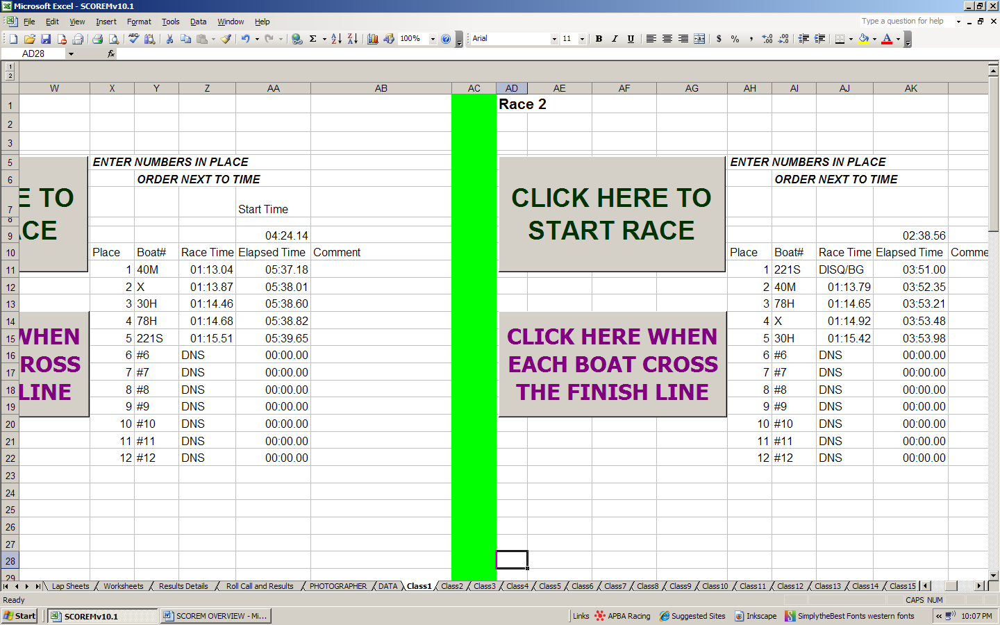 Microsoft Excel - SCOREMv10.1
File Edit View Insert Format Tools Data Window Help Type a question for help
100% Arial 11 B I U $ % ,
AD28 fx
1
2
W X Y Z AA AB AC AD AE AF AG AH AI AJ AK
1 Race 2
2
3
5 ENTER NUMBERS IN PLACE ENTER NUMBERS IN PLACE
6 ORDER NEXT TO TIME ORDER NEXT TO TIME
E TO
CE
CLICK HERE TO
START RACE
7 Start Time
8
9 04:24.14 02:38.56
10 Place Boat# Race Time Elapsed Time Comment Place Boat# Race Time Elapsed Time Comme
11 1 40M 01:13.04 05:37.18 1 221S DISQ/BG 03:51.00
12 2 X 01:13.87 05:38.01 2 40M 01:13.79 03:52.35
13 3 30H 01:14.46 05:38.60 3 78H 01:14.65 03:53.21
14 4 78H 01:14.68 05:38.82 4 X 01:14.92 03:53.48
15 5 221S 01:15.51 05:39.65 5 30H 01:15.42 03:53.98
16 6 #6 DNS 00:00.00 6 #6 DNS 00:00.00
17 7 #7 DNS 00:00.00 7 #7 DNS 00:00.00
18 8 #8 DNS 00:00.00 8 #8 DNS 00:00.00
19 9 #9 DNS 00:00.00 9 #9 DNS 00:00.00
20 10 #10 DNS 00:00.00 10 #10 DNS 00:00.00
21 11 #11 DNS 00:00.00 11 #11 DNS 00:00.00
22 12 #12 DNS 00:00.00 12 #12 DNS 00:00.00
WHEN
ROSS
LINE
CLICK HERE WHEN
EACH BOAT CROSS
THE FINISH LINE
23
24
25
26
27
28
29
Lap Sheets Worksheets Results Details Roll Call and Results PHOTOGRAPHER DATA Class1 Class2 Class3 Class4 Class5 Class6 Class7 Class8 Class9 Class10 Class11 Class12 Class13 Class14 Class15
Ready CAPS NUM
Start SCOREMv10.1 SCOREM OVERVIEW - Mi... Links APBA Racing Suggested Sites Inkscape SimplytheBest Fonts western fonts 10:07 PM